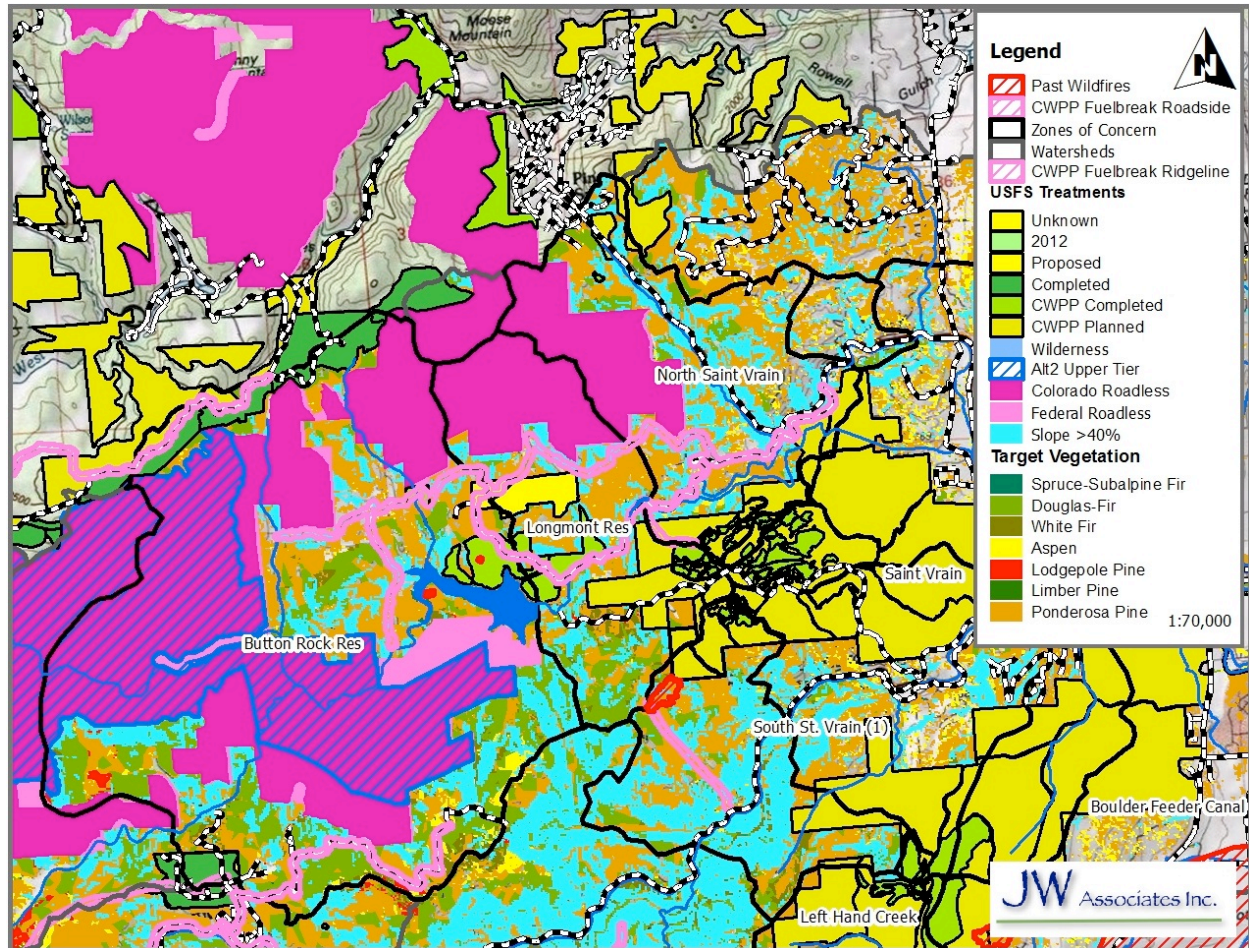 Moose
Mountain
Rowell
Gulch
Legend
N
Past Wildfires
CWPP Fuelbreak Roadside
Zones of Concern
Watersheds
CWPP Fuelbreak Ridgeline
USFS Treatments
Unknown
2012
Proposed
Completed
CWPP Completed
CWPP Planned
Wilderness
Alt2 Upper Tier
Colorado Roadless
Federal Roadless
Slope >40%
Target Vegetation
Spruce-Subalpine Fir
Douglas-Fir
White Fir
Aspen
Lodgepole Pine
Limber Pine
Ponderosa Pine
1:70,000
West
North Saint Vrain
Longmont Res
Saint Vrain
Button Rock Res
South St. Vrain (1)
Boulder Feeder Canal
Left Hand Creek
JW Associates Inc.